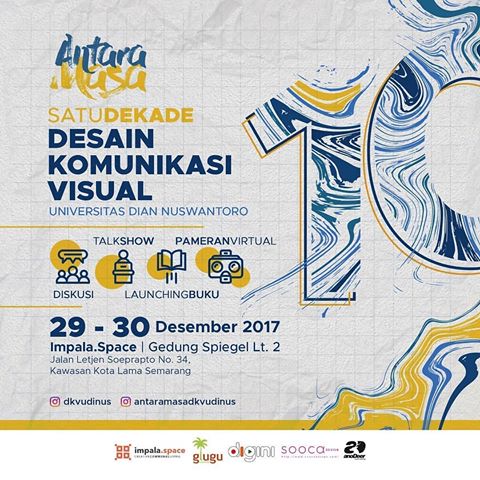 Antara
Masa
SATUDEKADE
DESAIN
KOMUNIKASI
VISUAL
UNIVERSITAS DIAN NUSWANTORO
10
TALKSHOW PAMERANVIRTUAL
DISKUSI LAUNCHINGBUKU
29 - 30 Desember 2017
Impala.Space | Gedung Spiegel Lt. 2
Jalan Letjen Soeprapto No. 34,
Kawasan Kota Lama Semarang
dkvudinus antaramasadkvudinus
impala.space glugu digini sooca